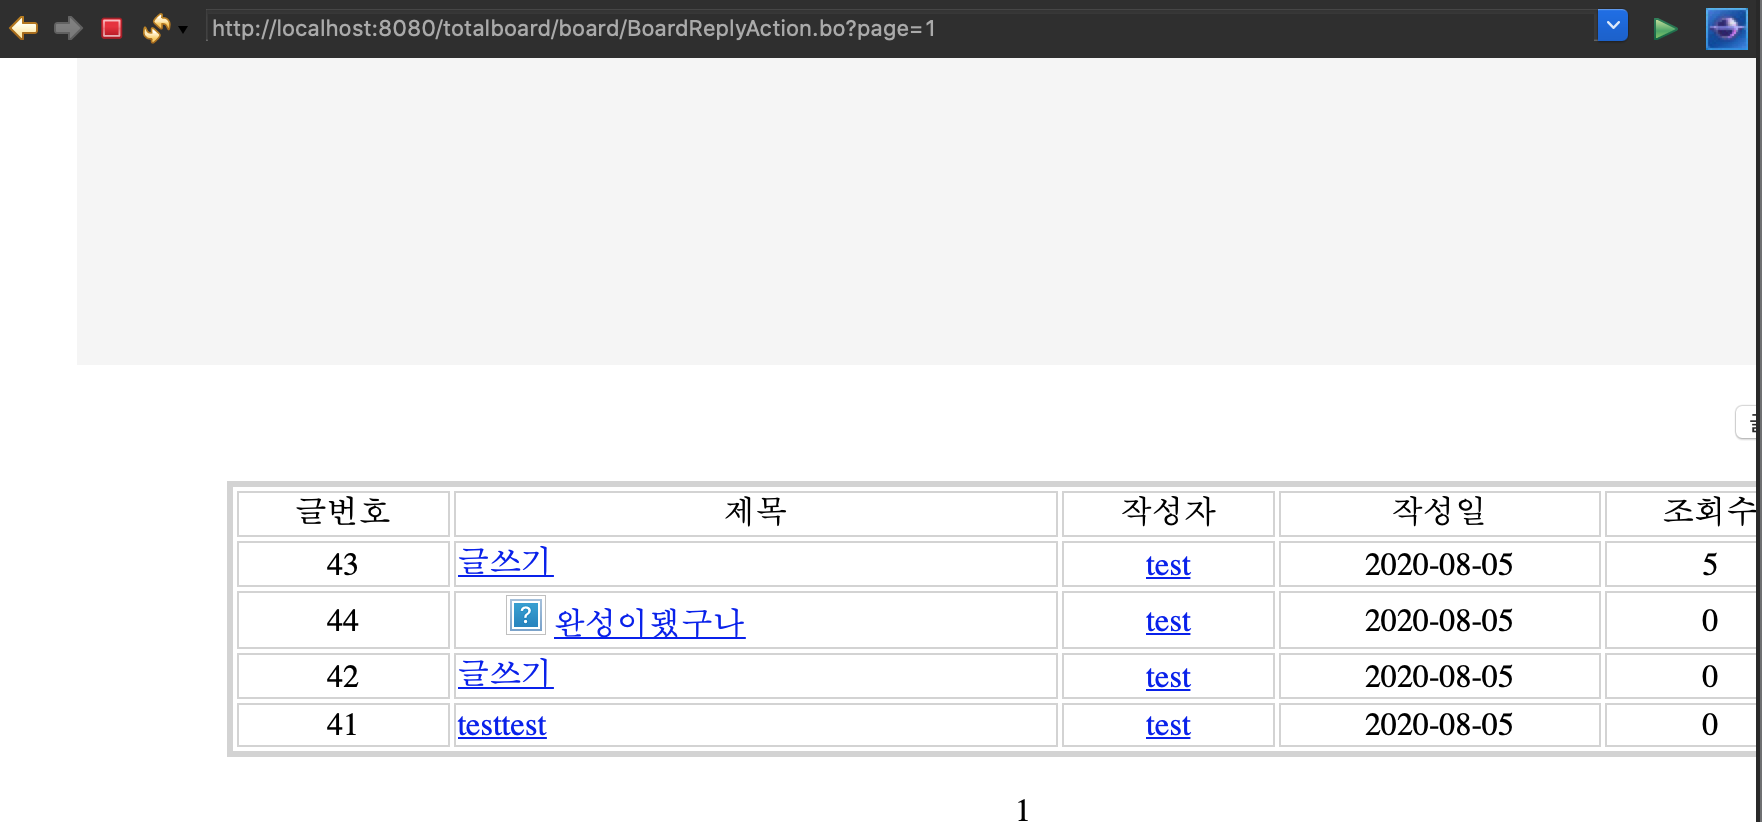 http://localhost:8080/totalboard/board/BoardReplyAction.bo?page=1
글번호 제목 작성자 작성일 조회수
43 글쓰기 test 2020-08-05 5
44 완성이됐구나 test 2020-08-05 0
42 글쓰기 test 2020-08-05 0
41 testtest test 2020-08-05 0
1